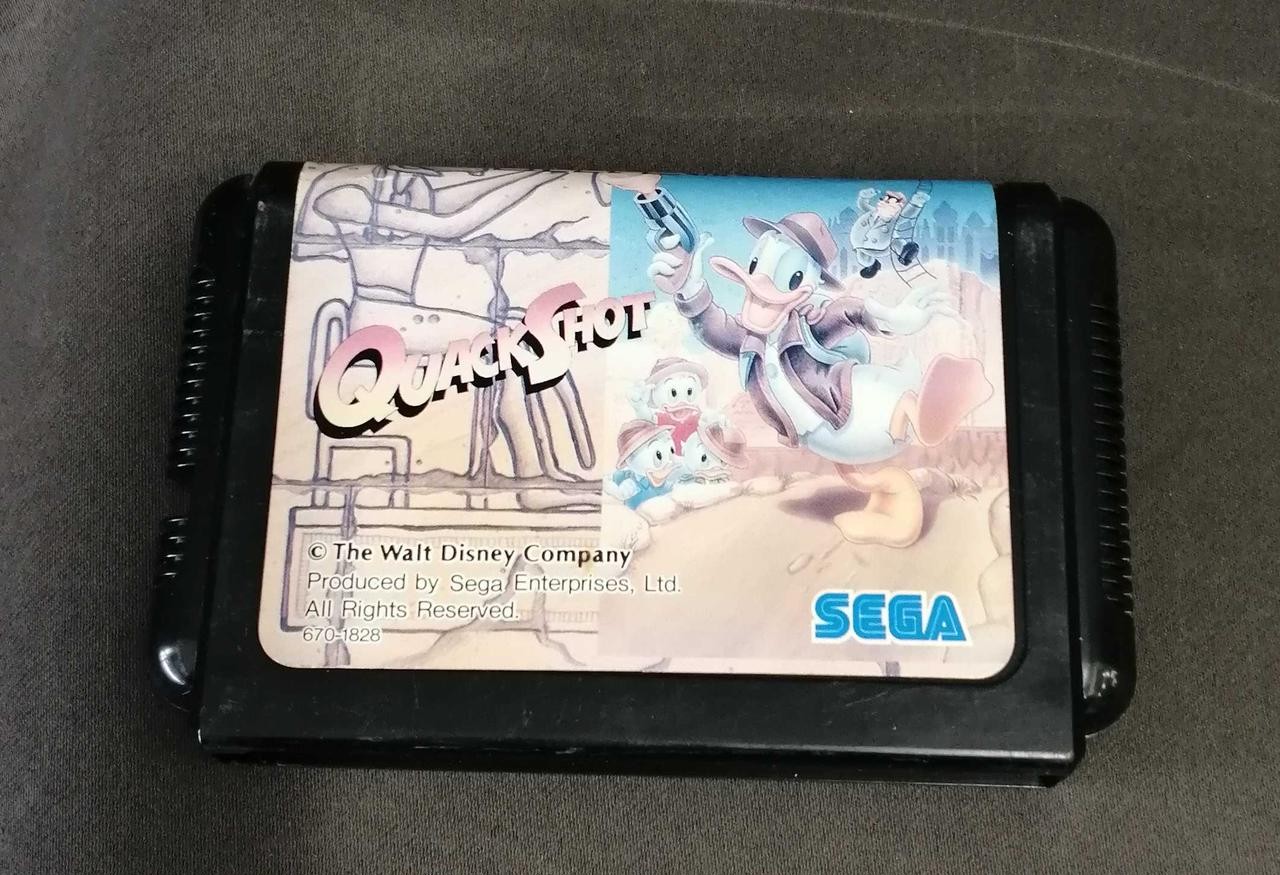 QUACKSHOT
© The Walt Disney Company
Produced by Sega Enterprises, Ltd.
All Rights Reserved.
670-1828
SEGA